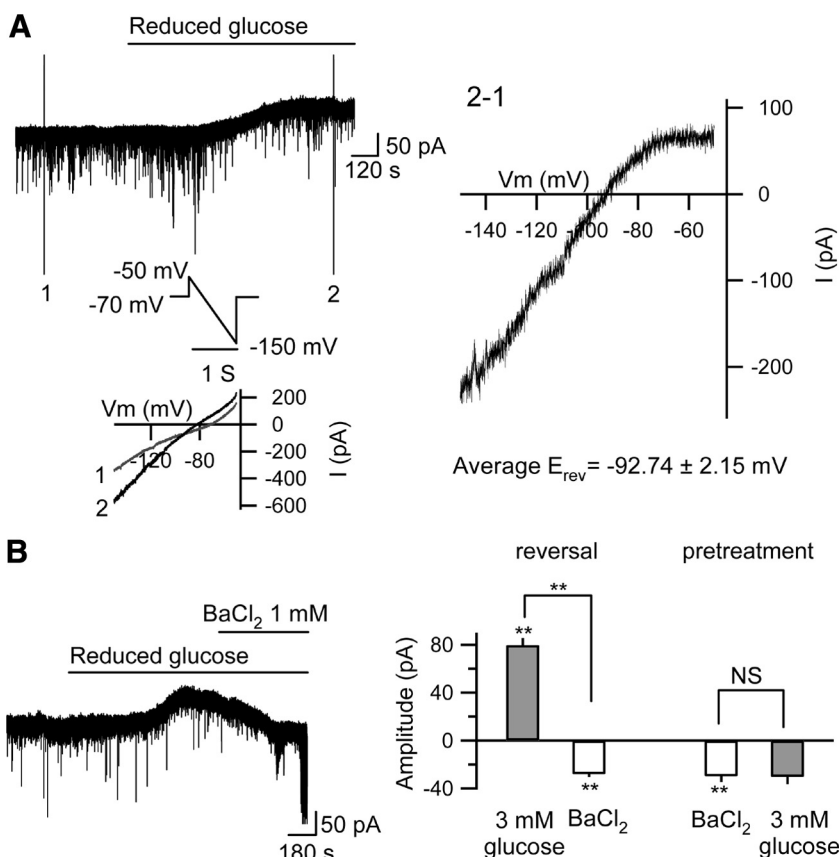 A
Reduced glucose
50 pA
120 s
1
2
-50 mV
-70 mV
-150 mV
1 S
Vm (mV)
-120 -80
200
0
-200
-400
-600
I (pA)
1
2
2-1
Vm (mV)
-140 -120 -100 -80 -60
100
0
-100
-200
I (pA)
Average Erev= -92.74 ± 2.15 mV
B
BaCl2 1 mM
Reduced glucose
50 pA
180 s
reversal pretreatment
**
**
NS
80
40
0
-40
Amplitude (pA)
** **
3 mM glucose
BaCl2
BaCl2
3 mM glucose